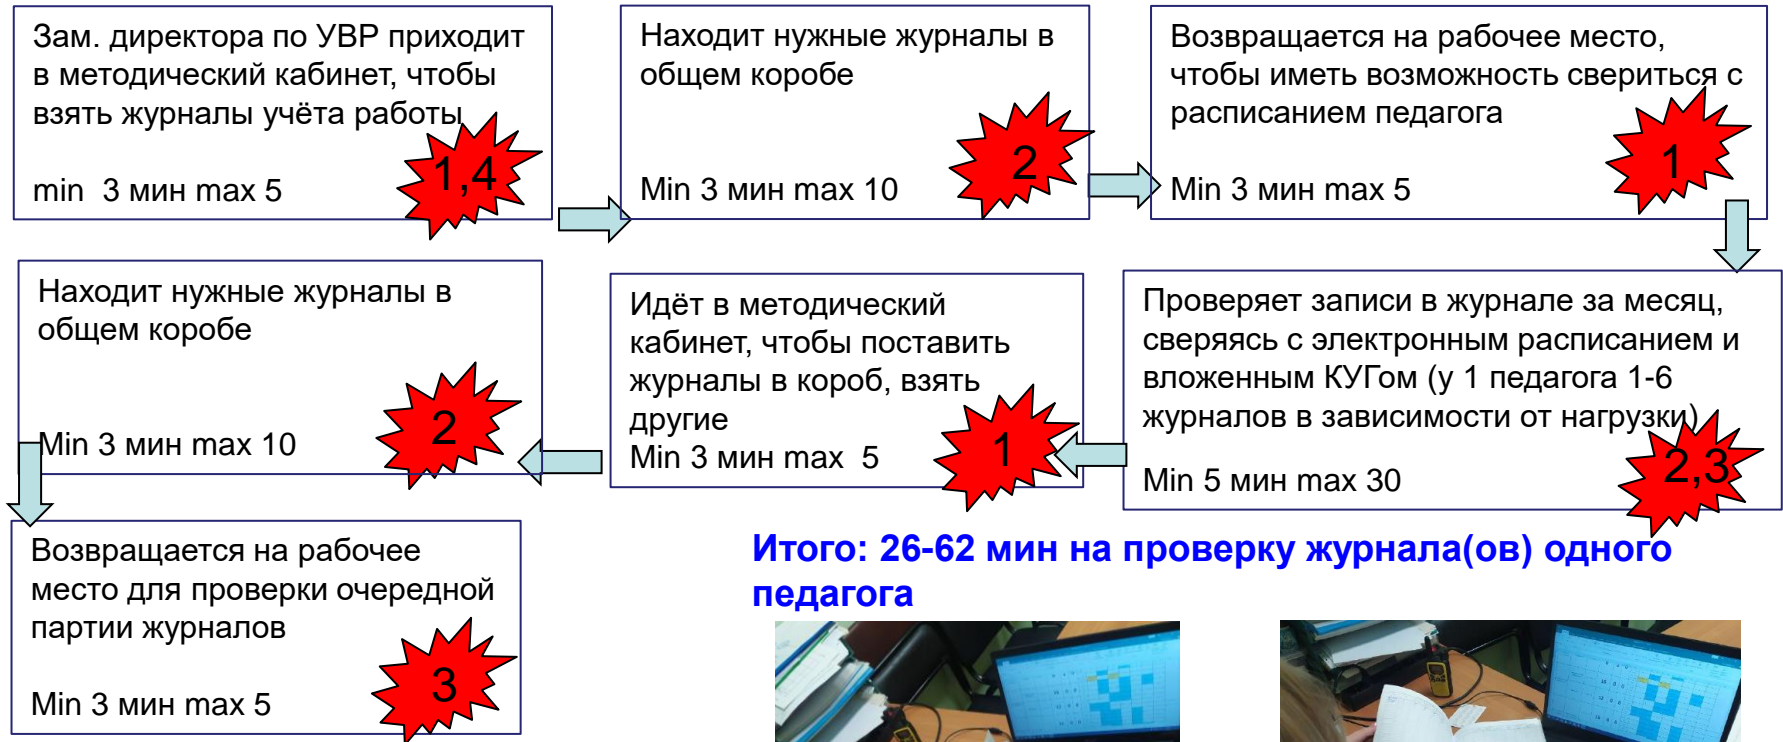 Зам. директора по УВР приходит
в методический кабинет, чтобы
взять журналы учёта работы
min  3 мин max 5
1,4
Находит нужные журналы в
общем коробе
Min 3 мин max 10
2
Возвращается на рабочее место,
чтобы иметь возможность свериться с
расписанием педагога
Min 3 мин max 5
1
Проверяет записи в журнале за месяц,
сверяясь с электронным расписанием и
вложенным КУГом (у 1 педагога 1-6
журналов в зависимости от нагрузки)
Min 5 мин max 30
2,3
Идёт в методический
кабинет, чтобы поставить
журналы в короб, взять
другие
Min 3 мин max  5
1
Находит нужные журналы в
общем коробе
Min 3 мин max 10
2
Возвращается на рабочее
место для проверки очередной
партии журналов
Min 3 мин max 5
3
Итого: 26-62 мин на проверку журнала(ов) одного
педагога